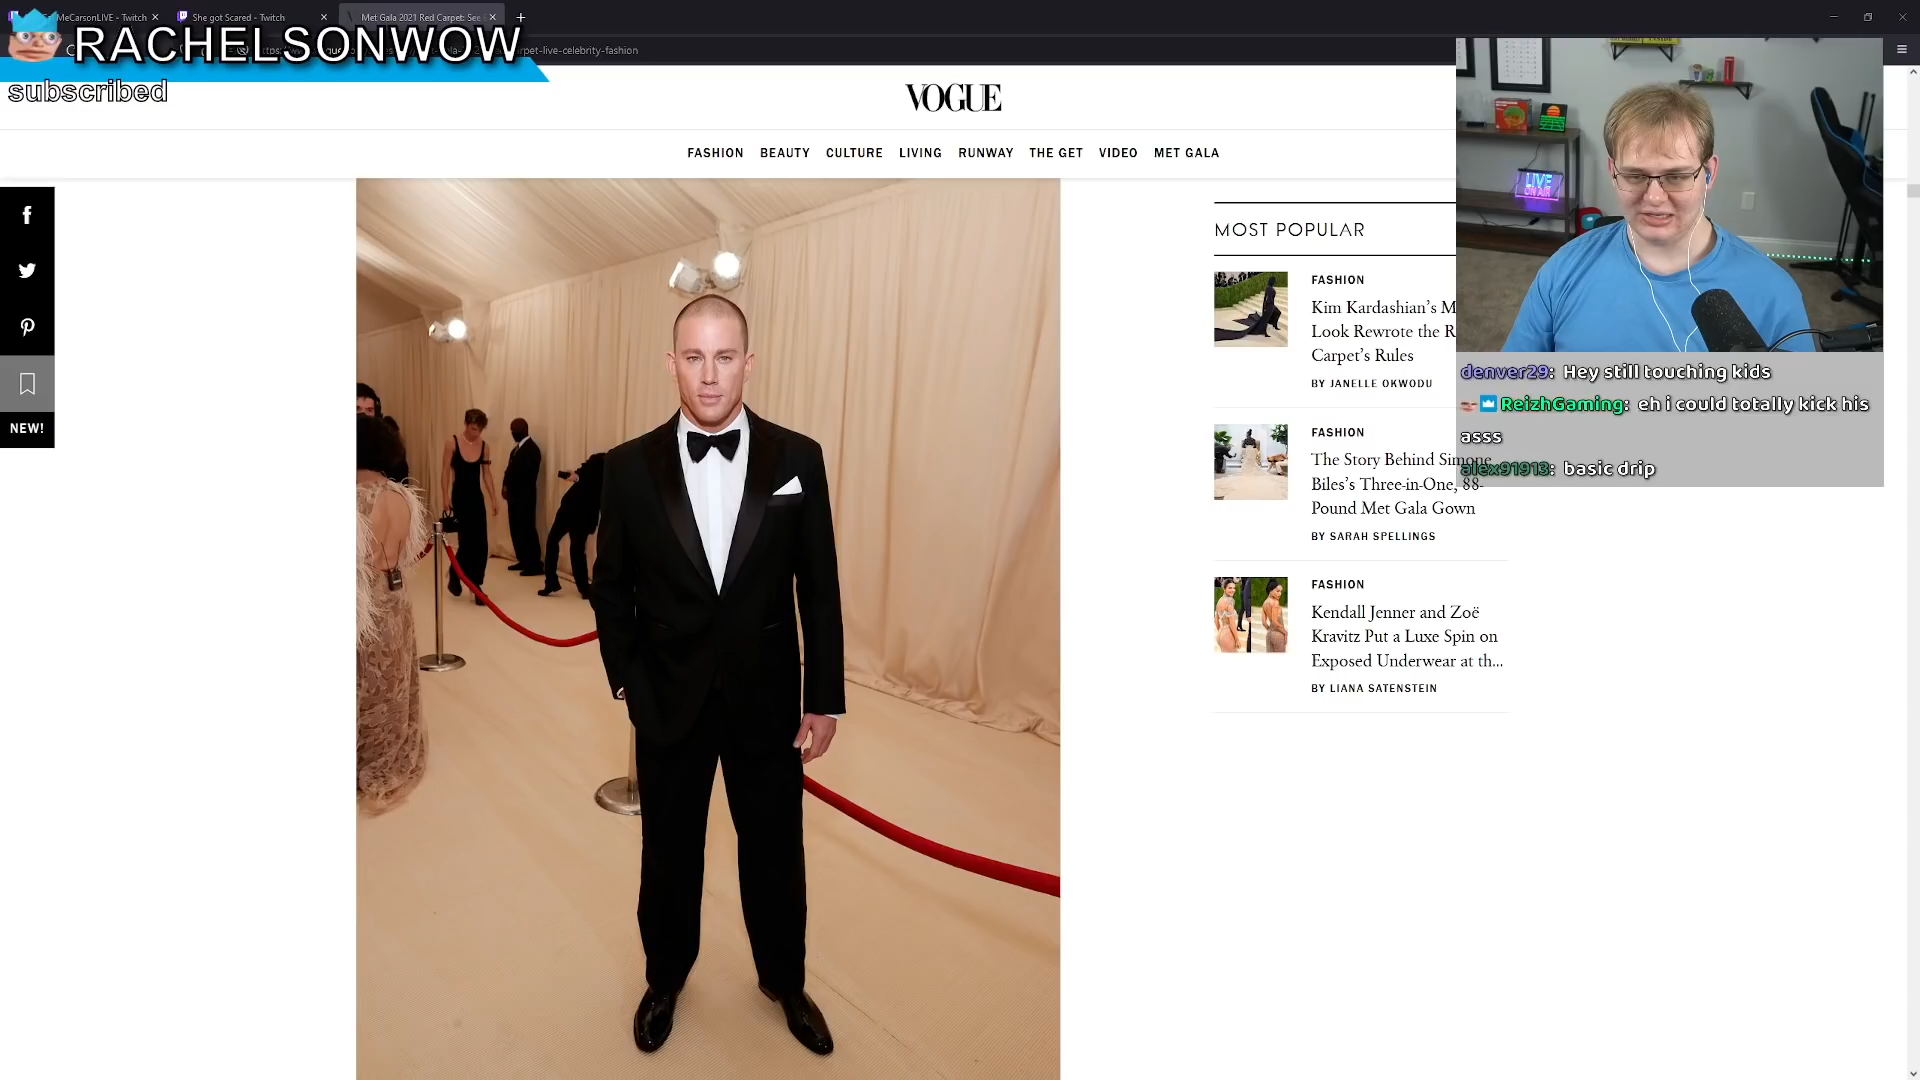 MeCarsonLIVE - Twitch
She got Scared - Twitch
Met Gala 2021 Red Carpet: See
RACHELSONWOW
rpet-live-celebrity-fashion
subscribed
VOGUE
FASHION BEAUTY CULTURE LIVING RUNWAY THE GET VIDEO MET GALA
NEW!
MOST POPULAR
FASHION
Kim Kardashian's M
Look Rewrote the R
Carpet's Rules
BY JANELLE OKWODU
FASHION
The Story Behind Simone
Biles's Three-in-One, 88-
Pound Met Gala Gown
BY SARAH SPELLINGS
FASHION
Kendall Jenner and Zoë
Kravitz Put a Luxe Spin on
Exposed Underwear at th...
BY LIANA SATENSTEIN
LIVE
ON AIR
denver29: Hey still touching kids
ReizhGaming: eh i could totally kick his
asss
alex91913: basic drip